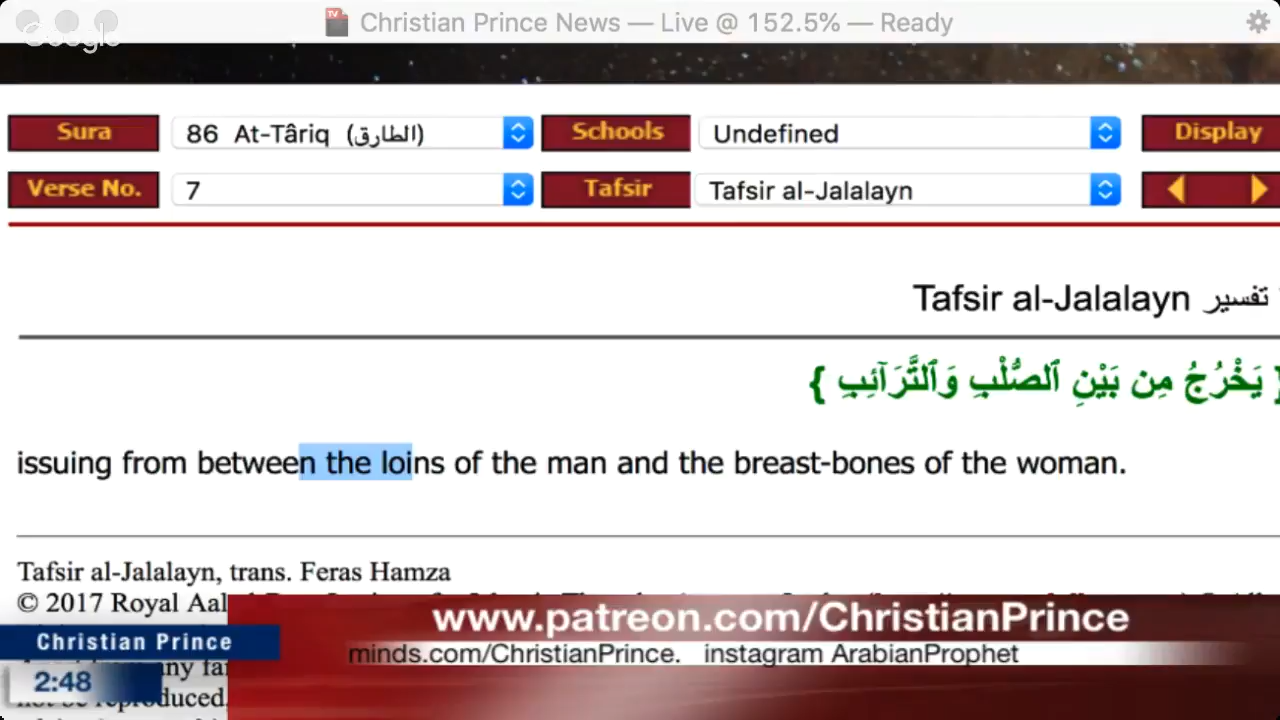 Christian Prince News — Live @ 152.5% — Ready
Google
Sura
86 At-Târiq (الطارق)
Schools
Undefined
Display
Verse No.
7
Tafsir
Tafsir al-Jalalayn
Tafsir al-Jalalayn تفسير
{ يَخْرُجُ مِن بَيْنِ ٱلصُّلْبِ وَٱلتَّرَآئِبِ }
issuing from between the loins of the man and the breast-bones of the woman.
Tafsir al-Jalalayn, trans. Feras Hamza
© 2017 Royal Aal
www.patreon.com/ChristianPrince
Christian Prince
minds.com/ChristianPrince. instagram ArabianProphet
2:48